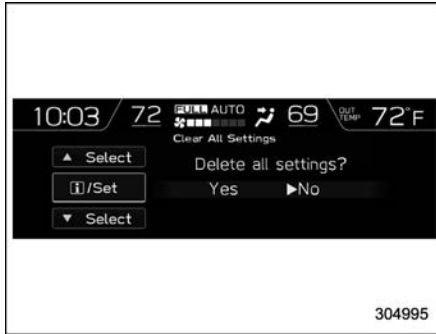 10:03 72 FULL AUTO 69 OUT TEMP 72°F
Clear All Settings
▲ Select
Delete all settings?
i/Set
Yes ▶No
▼ Select
304995